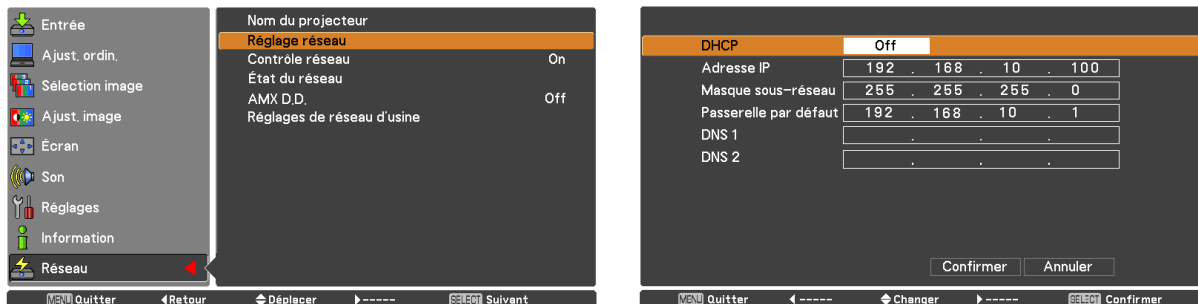 Entrée
Ajust. ordin.
Sélection image
Ajust. image
Écran
Son
Réglages
Information
Réseau
Nom du projecteur
Réglage réseau
Contrôle réseau On
État du réseau
AMX D.D. Off
Réglages de réseau d'usine
MENU Quitter Retour Déplacer ----- SELECT Suivant
DHCP Off
Adresse IP 192 . 168 . 10 . 100
Masque sous-réseau 255 . 255 . 255 . 0
Passerelle par défaut 192 . 168 . 10 . 1
DNS 1 . . .
DNS 2 . . .
Confirmer Annuler
MENU Quitter ----- Changer ----- SELECT Confirmer